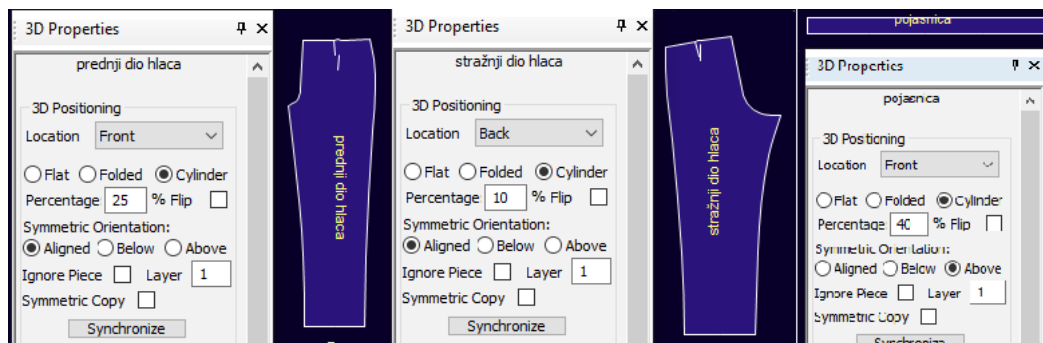 3D Properties
prednji dio hlaca
3D Positioning
Location Front
Flat Folded Cylinder
Percentage 25 % Flip
Symmetric Orientation:
Aligned Below Above
Ignore Piece Layer 1
Symmetric Copy
Synchronize
prednji dio hlaca
3D Properties
stražnji dio hlaca
3D Positioning
Location Back
Flat Folded Cylinder
Percentage 10 % Flip
Symmetric Orientation:
Aligned Below Above
Ignore Piece Layer 1
Symmetric Copy
Synchronize
stražnji dio hlaca
pojasnica
3D Properties
pojasnica
3D Positioning
Location Front
Flat Folded Cylinder
Percentage 40 % Flip
Symmetric Orientation:
Aligned Below Above
Ignore Piece Layer 1
Symmetric Copy
Synchronize